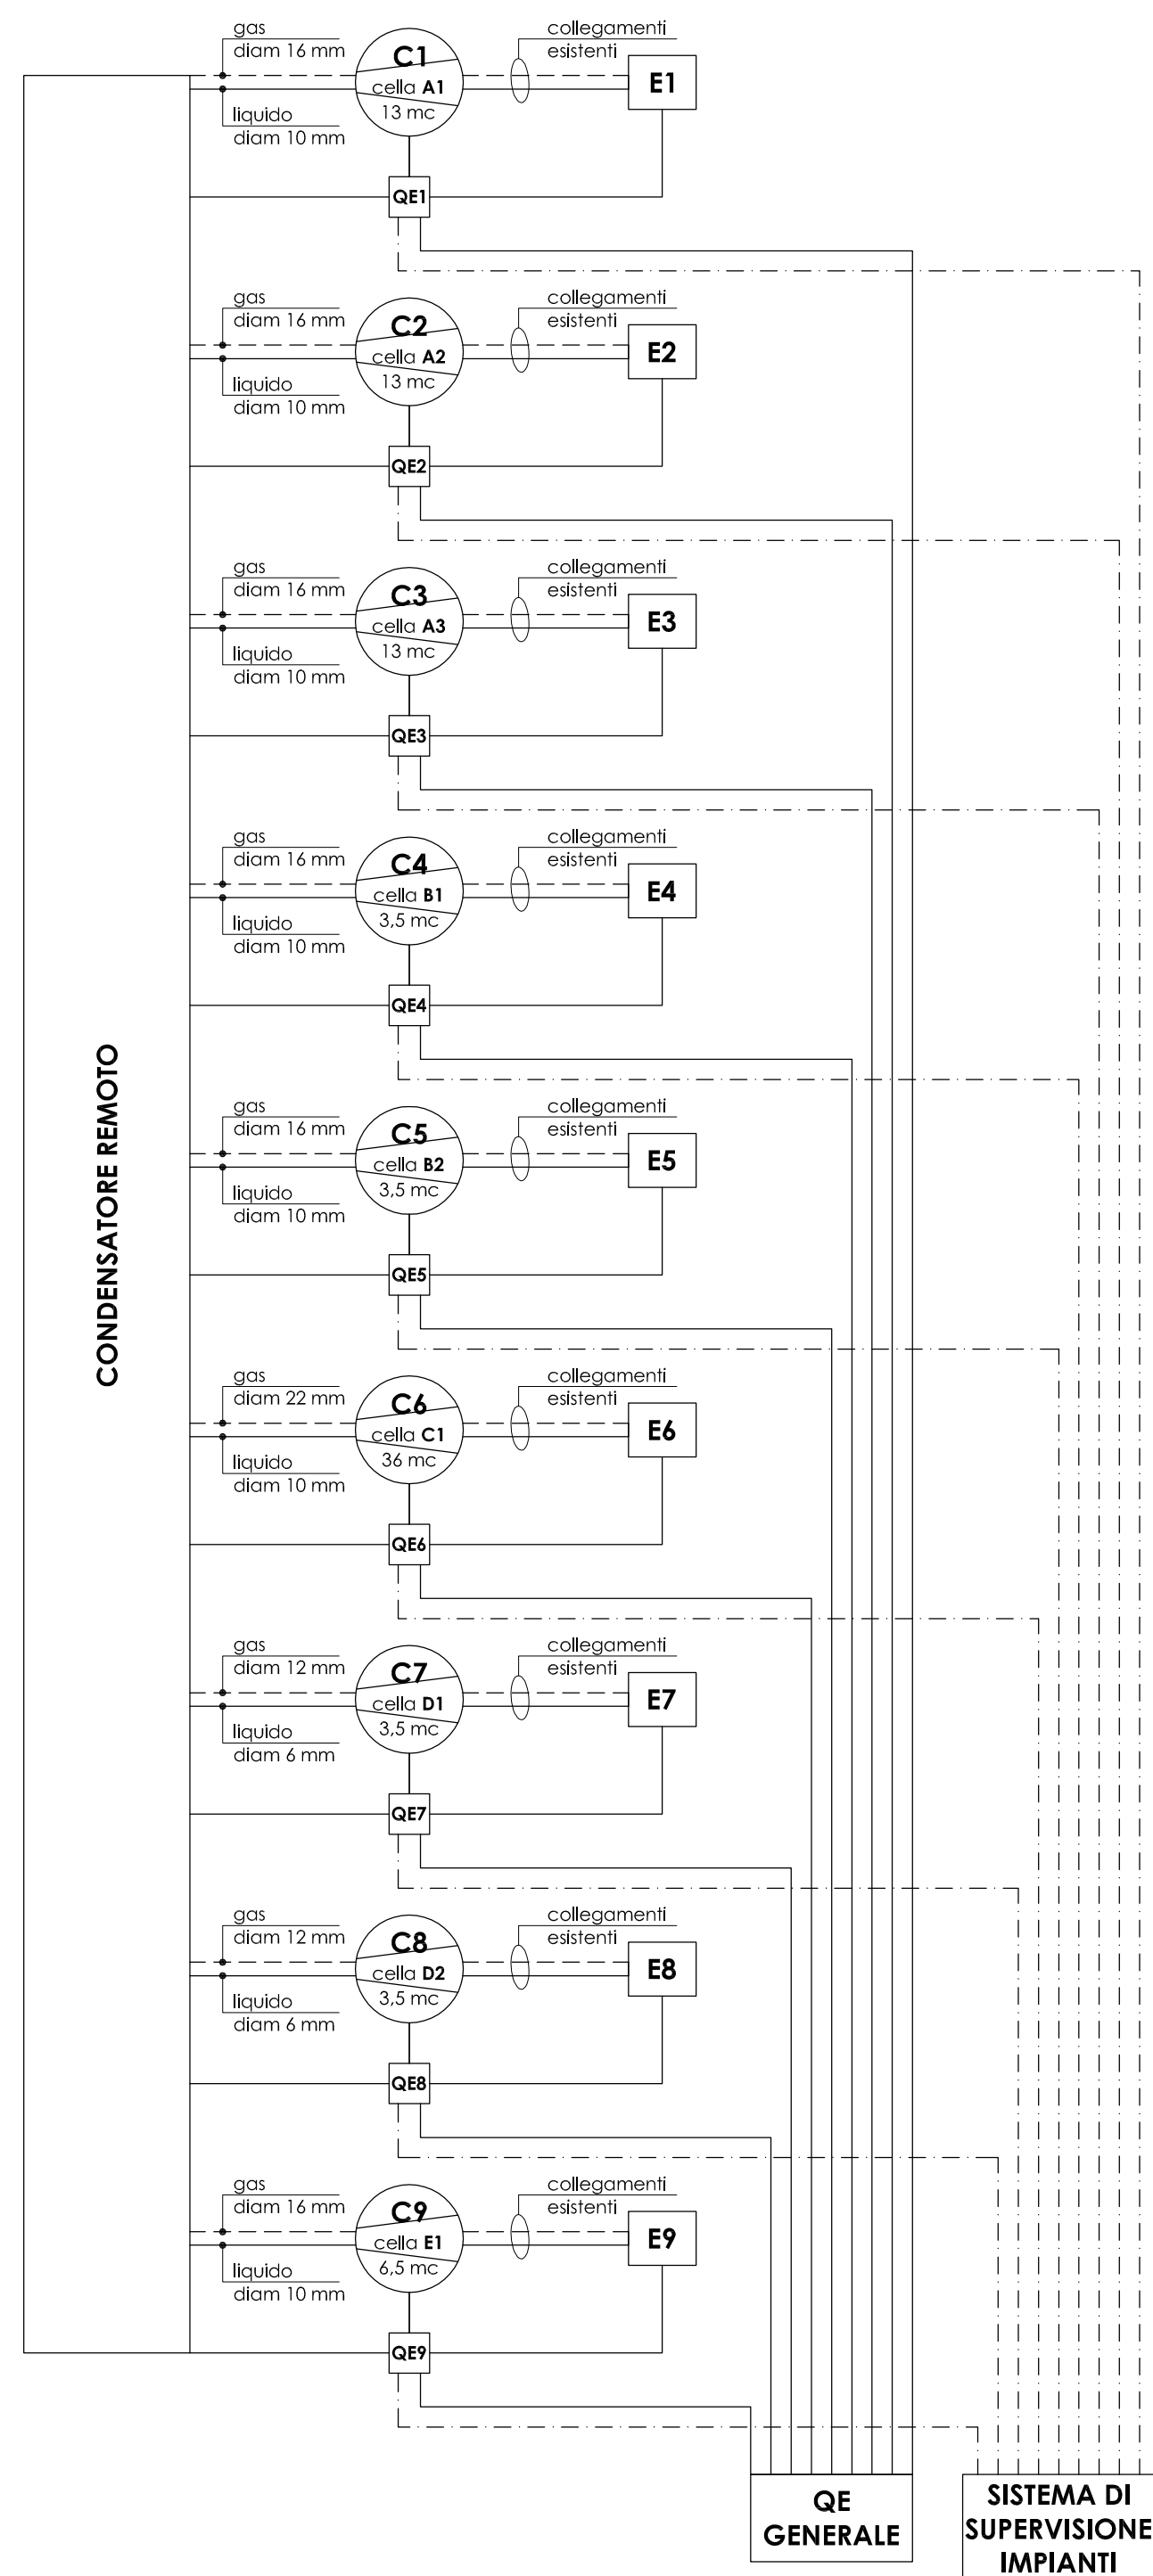 gas
diam 16 mm
liquido
diam 10 mm
C1
cella A1
13 mc
collegamenti
esistenti
E1
QE1
gas
diam 16 mm
liquido
diam 10 mm
C2
cella A2
13 mc
collegamenti
esistenti
E2
QE2
gas
diam 16 mm
liquido
diam 10 mm
C3
cella A3
13 mc
collegamenti
esistenti
E3
QE3
gas
diam 16 mm
liquido
diam 10 mm
C4
cella B1
3,5 mc
collegamenti
esistenti
E4
QE4
CONDENSATORE REMOTO
gas
diam 16 mm
liquido
diam 10 mm
C5
cella B2
3,5 mc
collegamenti
esistenti
E5
QE5
gas
diam 22 mm
liquido
diam 10 mm
C6
cella C1
36 mc
collegamenti
esistenti
E6
QE6
gas
diam 12 mm
liquido
diam 6 mm
C7
cella D1
3,5 mc
collegamenti
esistenti
E7
QE7
gas
diam 12 mm
liquido
diam 6 mm
C8
cella D2
3,5 mc
collegamenti
esistenti
E8
QE8
gas
diam 16 mm
liquido
diam 10 mm
C9
cella E1
6,5 mc
collegamenti
esistenti
E9
QE9
QE
GENERALE
SISTEMA DI
SUPERVISIONE
IMPIANTI